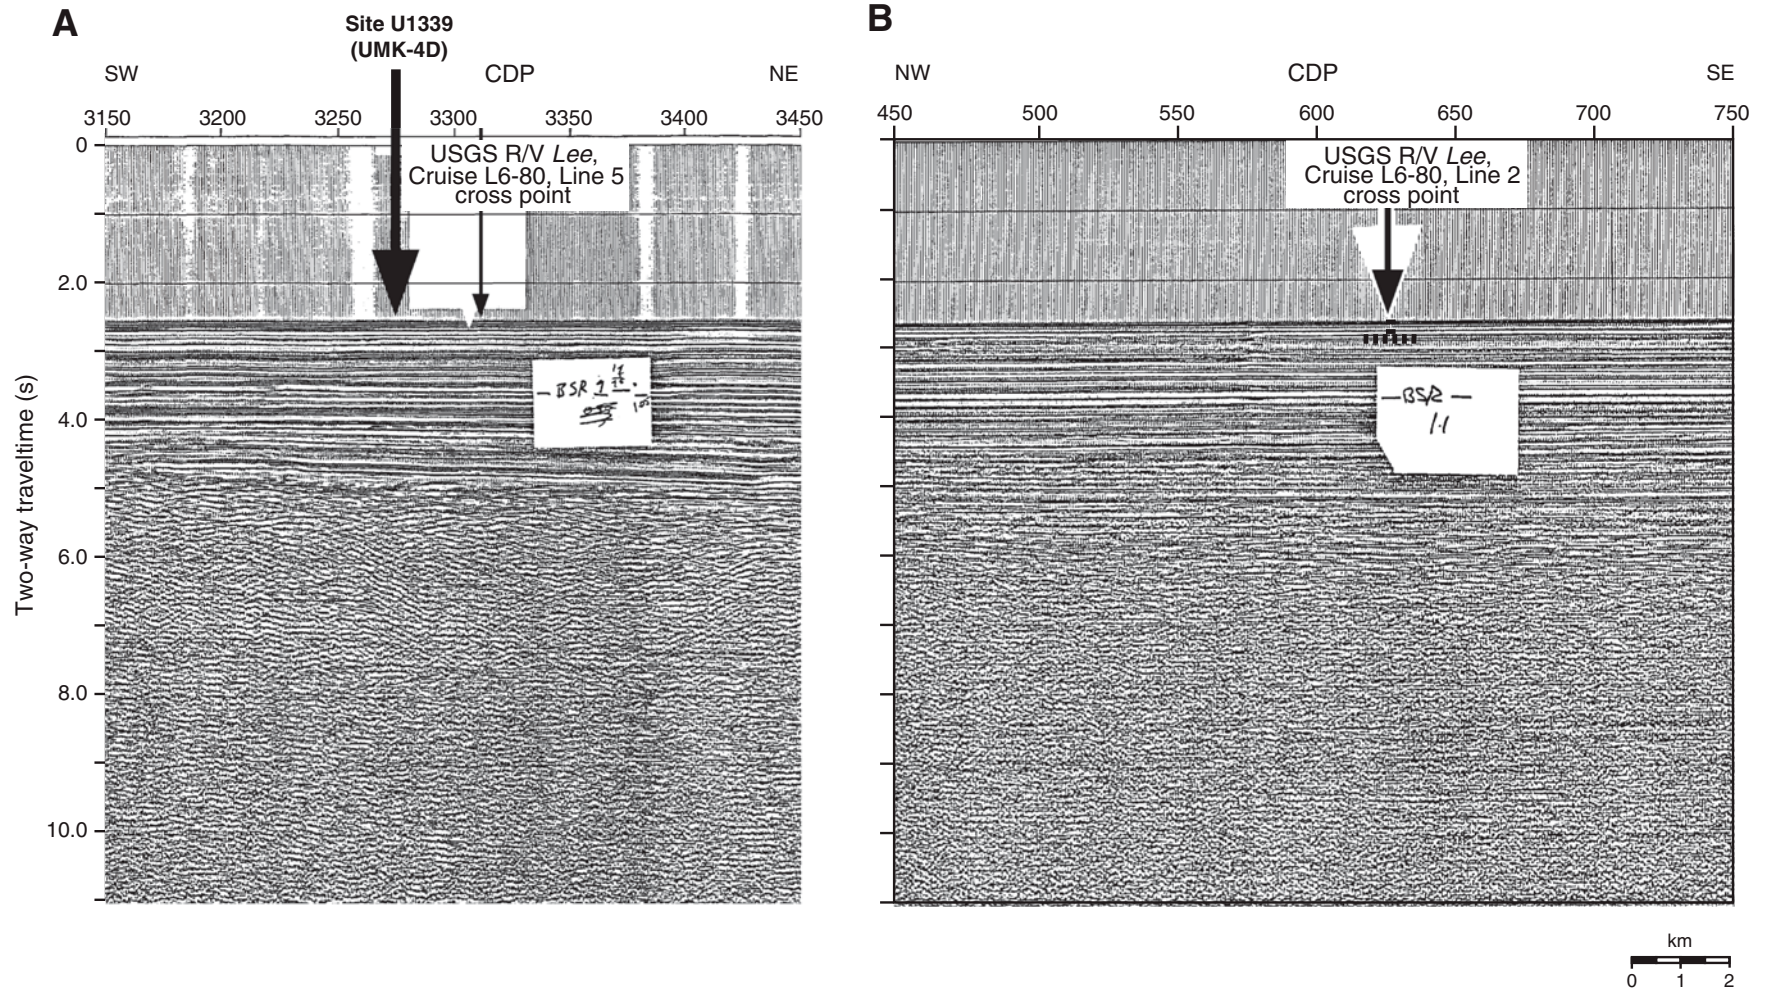 A
Site U1339
(UMK-4D)
SW
CDP
NE
3150 3200 3250 3300 3350 3400 3450
USGS R/V Lee,
Cruise L6-80, Line 5
cross point
0
2.0
4.0
6.0
8.0
10.0
Two-way traveltime (s)
BSR
B
NW
CDP
SE
450 500 550 600 650 700 750
USGS R/V Lee,
Cruise L6-80, Line 2
cross point
— BSR —
1.1
km
0 1 2